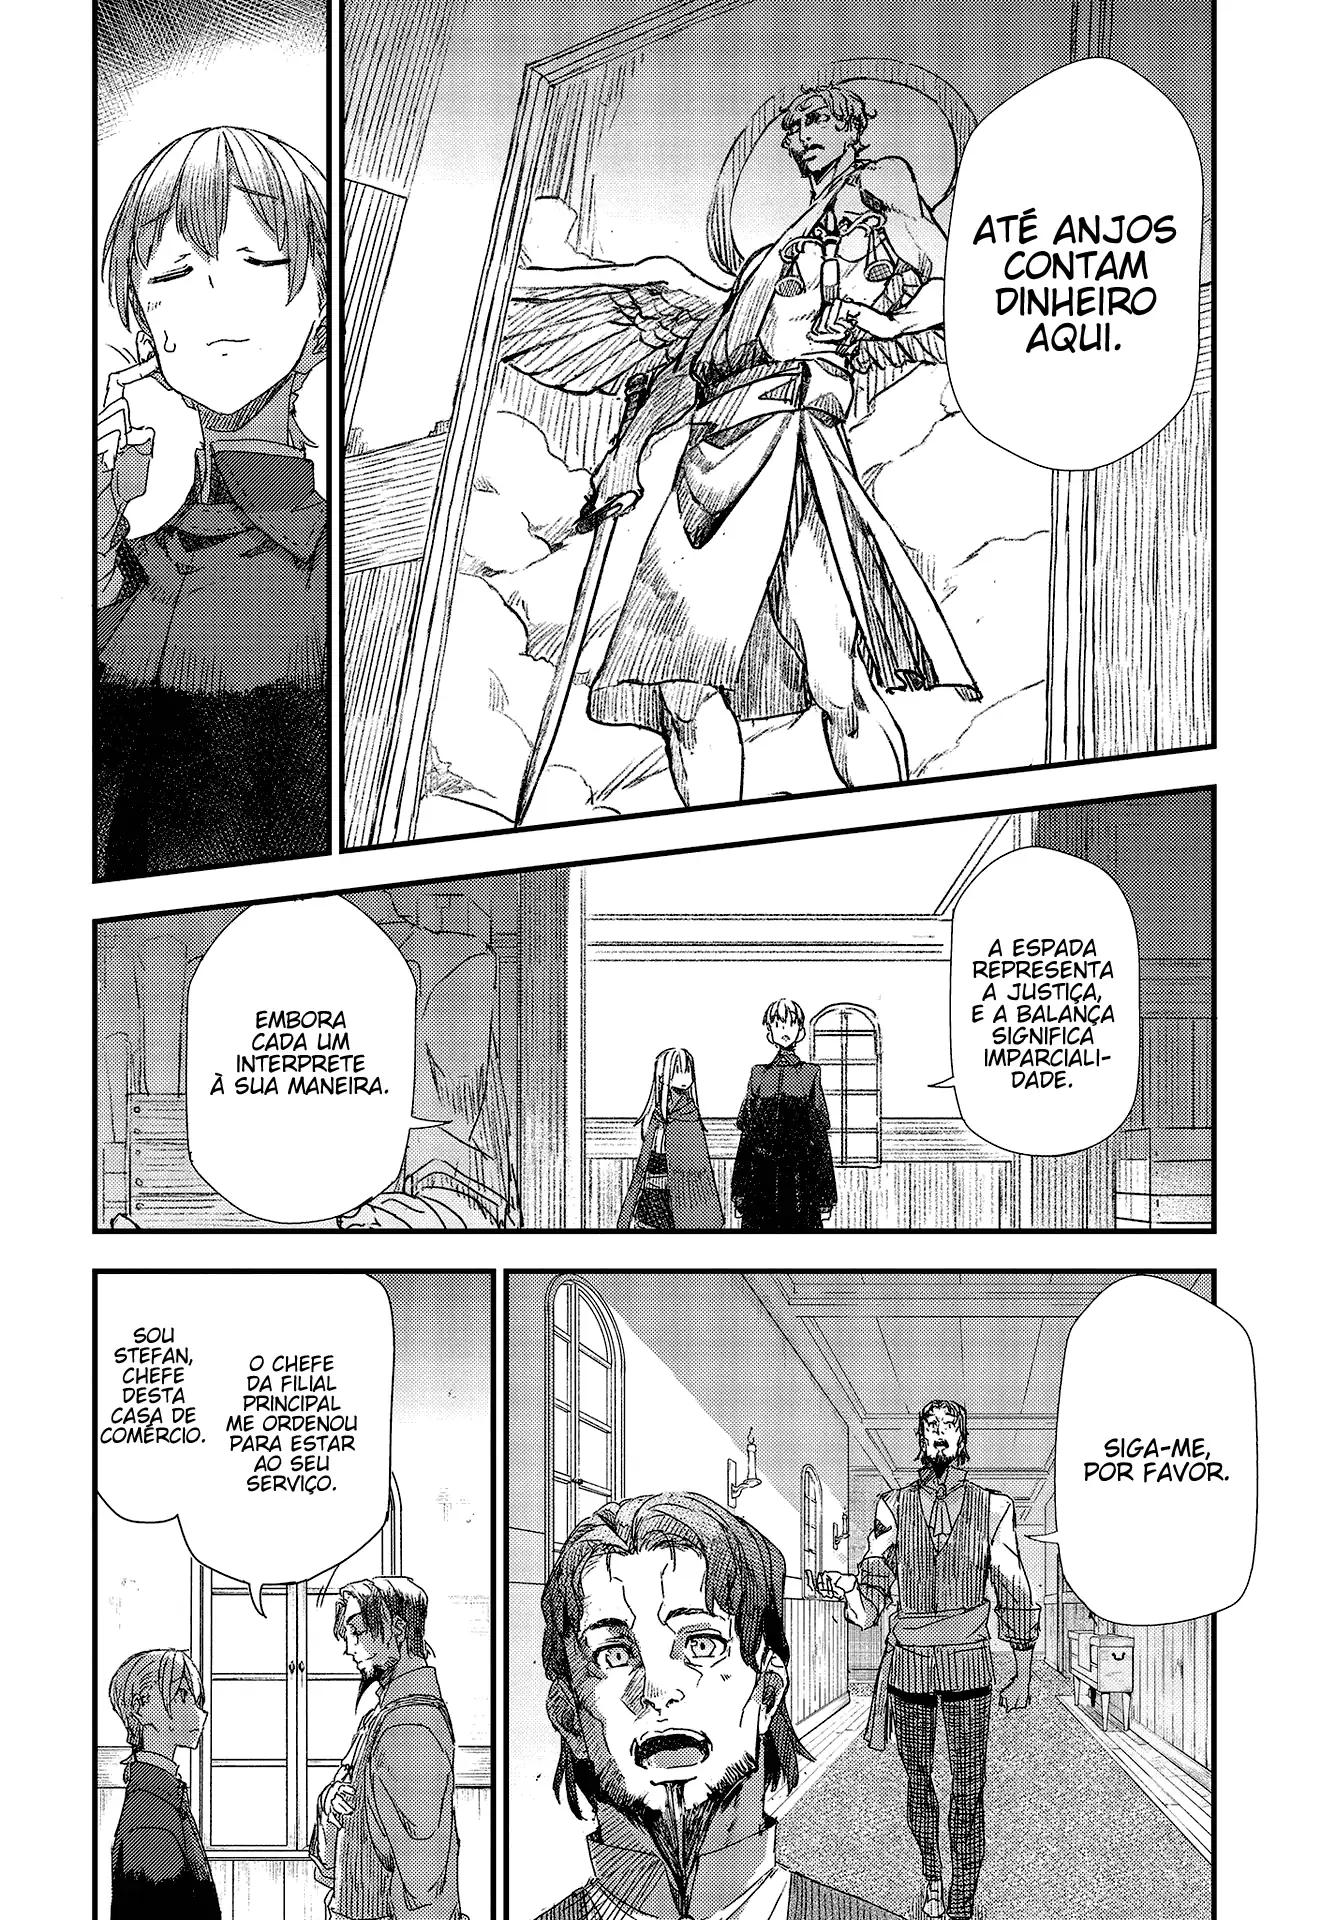 ATÉ ANJOS
CONTAM
DINHEIRO
AQUI.
A ESPADA
REPRESENTA
A JUSTIÇA,
E A BALANÇA
SIGNIFICA
IMPARCIALI-
DADE.
EMBORA
CADA UM
INTERPRETE
À SUA MANEIRA.
SIGA-ME,
POR FAVOR.
O CHEFE
DA FILIAL
PRINCIPAL
ME ORDENOU
PARA ESTAR
AO SEU
SERVIÇO.
SOU
STEFAN,
CHEFE
DESTA
CASA DE
COMÉRCIO.